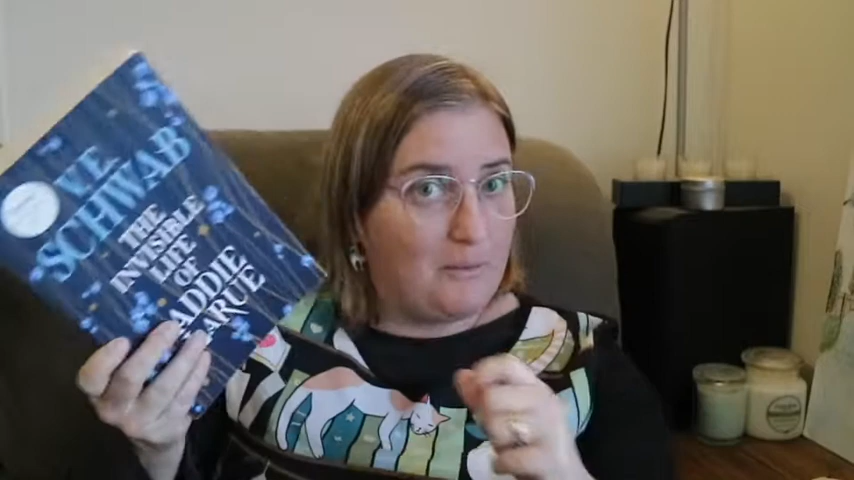 V.E.
SCHWAB
THE
INVISIBLE
LIFE
OF
ADDIE
LARUE